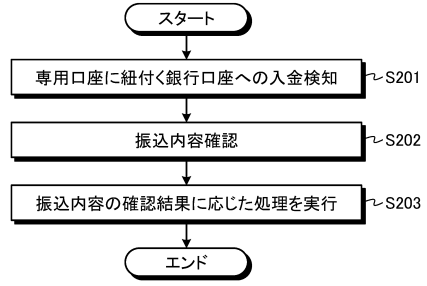 スタート
専用口座に紐付く銀行口座への入金検知
S201
振込内容確認
S202
振込内容の確認結果に応じた処理を実行
S203
エンド